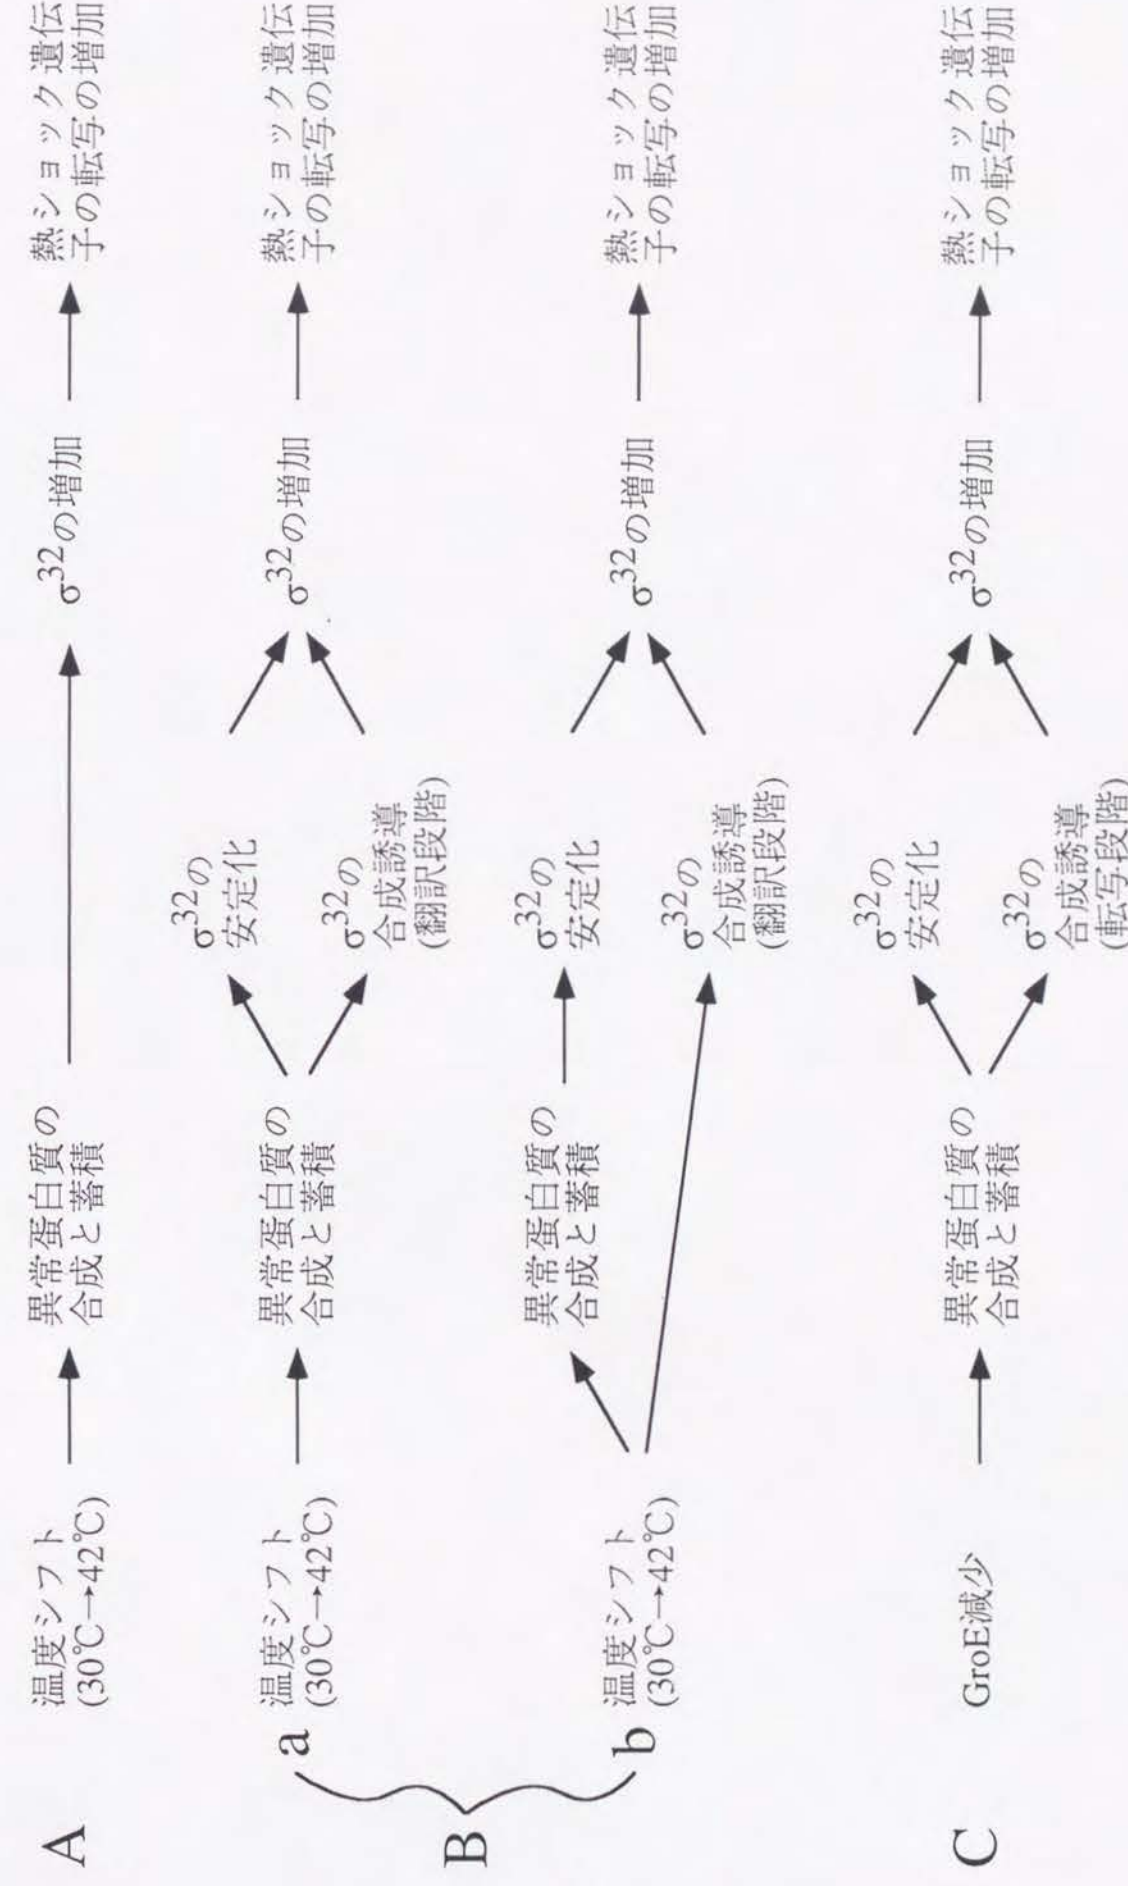 A
温度シフト
(30℃→42℃)
異常蛋白質の
合成と蓄積
σ32の増加
熱ショック遺伝
子の転写の増加
B
a
温度シフト
(30℃→42℃)
異常蛋白質の
合成と蓄積
σ32の
安定化
σ32の
合成誘導
(翻訳段階)
σ32の増加
熱ショック遺伝
子の転写の増加
b
温度シフト
(30℃→42℃)
異常蛋白質の
合成と蓄積
σ32の
安定化
σ32の
合成誘導
(翻訳段階)
σ32の増加
熱ショック遺伝
子の転写の増加
C
GroE減少
異常蛋白質の
合成と蓄積
σ32の
安定化
σ32の
合成誘導
(転写段階)
σ32の増加
熱ショック遺伝
子の転写の増加